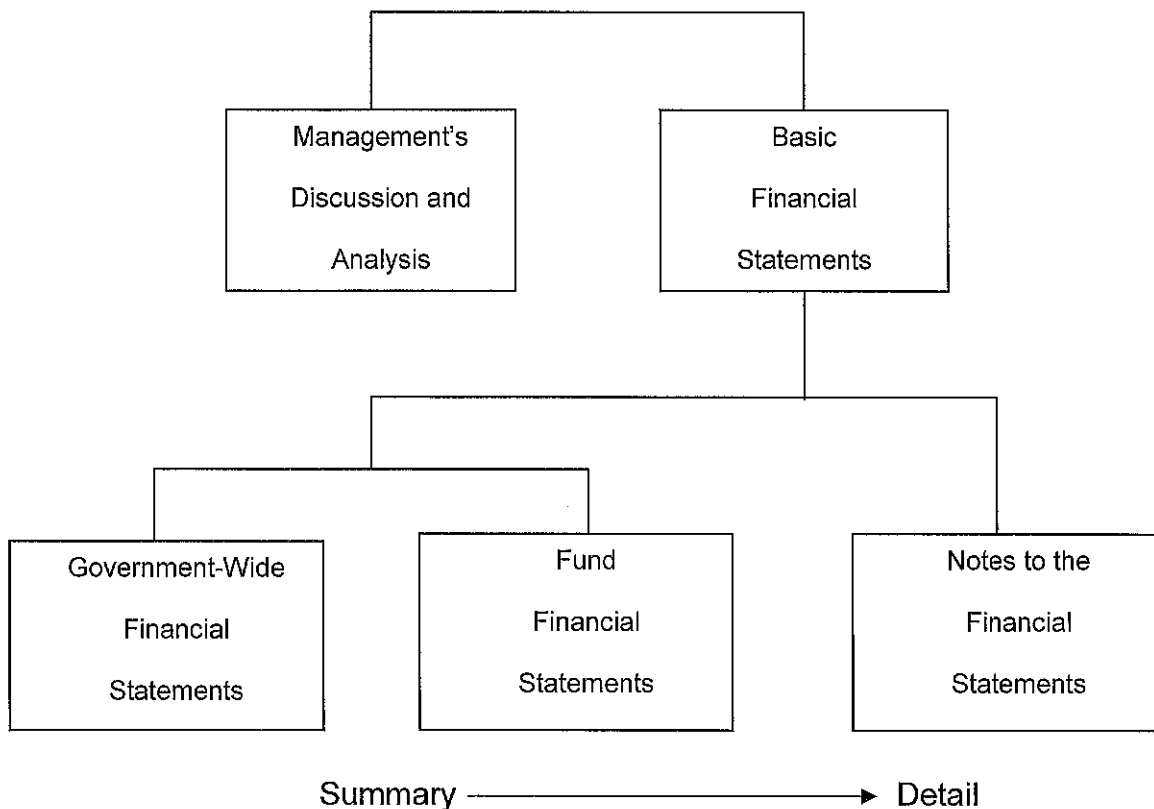 Management's
Discussion and
Analysis
Basic
Financial
Statements
Government-Wide
Financial
Statements
Fund
Financial
Statements
Notes to the
Financial
Statements
Summary
Detail